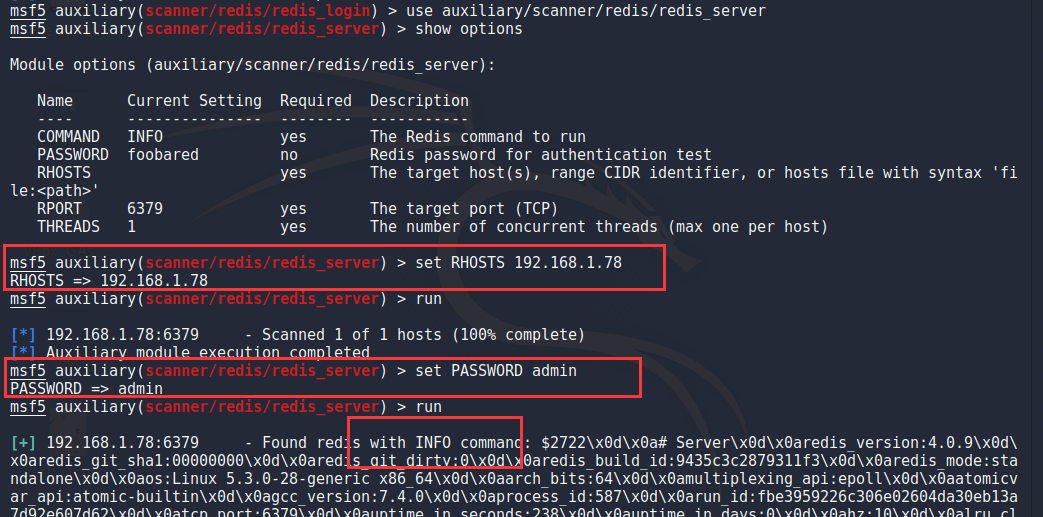 msf5 auxiliary(scanner/redis/redis_login) > use auxiliary/scanner/redis/redis_server
msf5 auxiliary(scanner/redis/redis_server) > show options
Module options (auxiliary/scanner/redis/redis_server):
Name Current Setting Required Description
---- --------------- -------- -----------
COMMAND INFO yes The Redis command to run
PASSWORD foobared no Redis password for authentication test
RHOSTS yes The target host(s), range CIDR identifier, or hosts file with syntax 'fi
le:<path>'
RPORT 6379 yes The target port (TCP)
THREADS 1 yes The number of concurrent threads (max one per host)
msf5 auxiliary(scanner/redis/redis_server) > set RHOSTS 192.168.1.78
RHOSTS => 192.168.1.78
msf5 auxiliary(scanner/redis/redis_server) > run
[*] 192.168.1.78:6379 - Scanned 1 of 1 hosts (100% complete)
[*] Auxiliary module execution completed
msf5 auxiliary(scanner/redis/redis_server) > set PASSWORD admin
PASSWORD => admin
msf5 auxiliary(scanner/redis/redis_server) > run
[+] 192.168.1.78:6379 - Found redis with INFO command: $2722\x0d\x0a# Server\x0d\x0aredis_version:4.0.9\x0d\
x0aredis_git_sha1:00000000\x0d\x0aredis_git_dirty:0\x0d\x0aredis_build_id:9435c3c2879311f3\x0d\x0aredis_mode:sta
ndalone\x0d\x0aos:Linux 5.3.0-28-generic x86_64\x0d\x0aarch_bits:64\x0d\x0amultiplexing_api:epoll\x0d\x0aatomicv
ar_api:atomic-builtin\x0d\x0agcc_version:7.4.0\x0d\x0aprocess_id:587\x0d\x0arun_id:fbe3959226c306e02604da30eb13a
7d92e607d62\x0d\x0atcp_port:6379\x0d\x0auptime_in_seconds:238\x0d\x0auptime_in_days:0\x0d\x0ahz:10\x0d\x0alru_cl